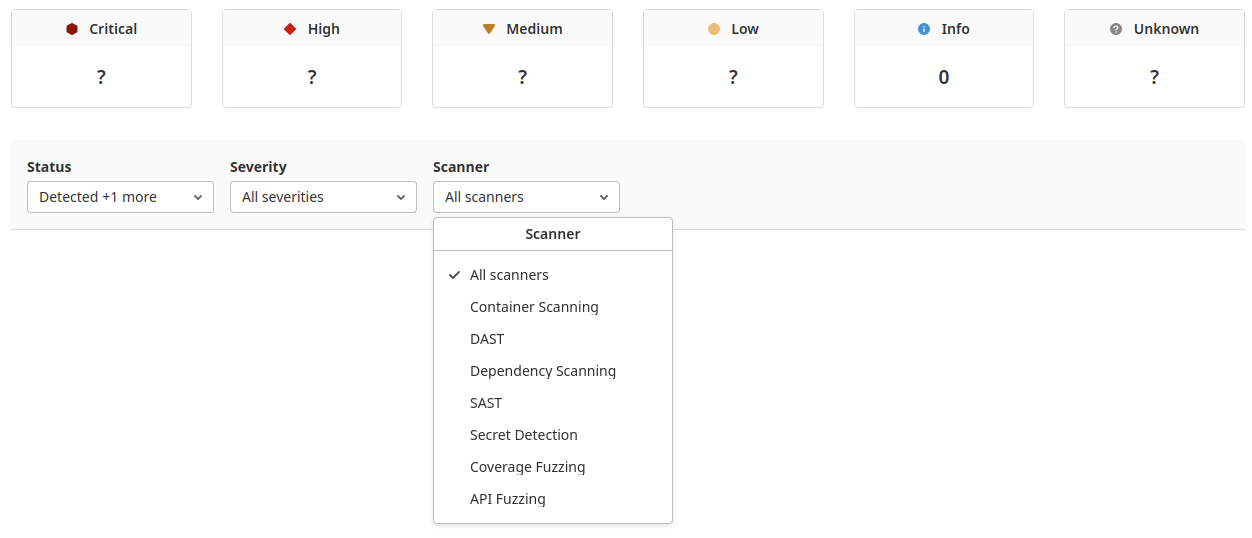 Critical
High
Medium
Low
Info
Unknown
?
?
?
?
0
?
Status
Severity
Scanner
Detected +1 more
All severities
All scanners
Scanner
All scanners
Container Scanning
DAST
Dependency Scanning
SAST
Secret Detection
Coverage Fuzzing
API Fuzzing